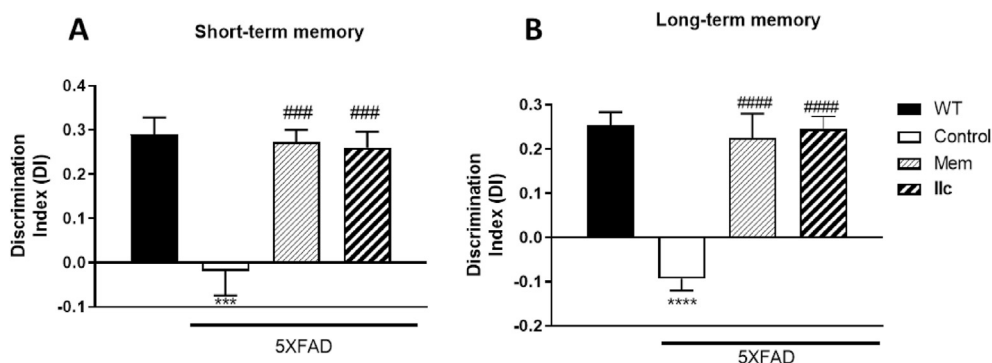 A
Short-term memory
Discrimination
Index (DI)
0.4
0.3
0.2
0.1
0.0
-0.1
###
###
***
5XFAD
B
Long-term memory
Discrimination
Index (DI)
0.3
0.2
0.1
0.0
-0.1
-0.2
####
####
****
5XFAD
WT
Control
Mem
IIc